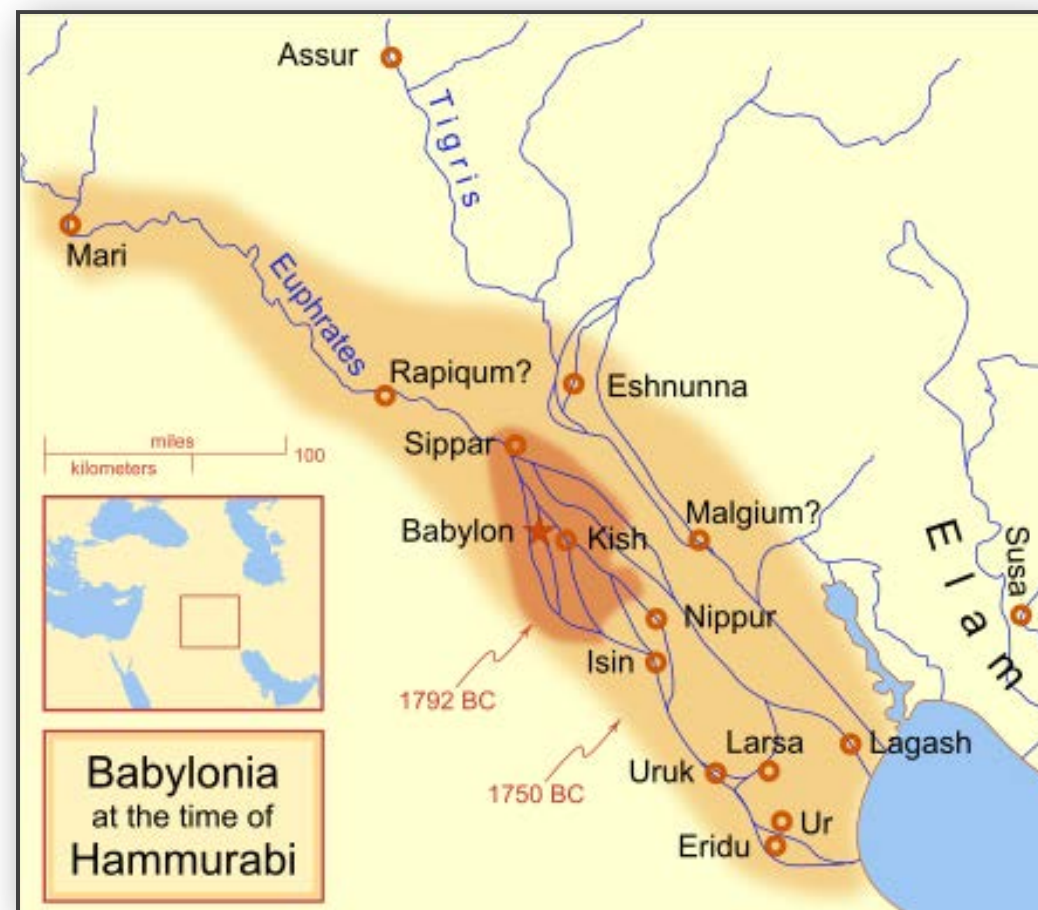 Assur
Tigris
Mari
Euphrates
Rapiqum?
Eshnunna
Sippar
miles
kilometers
100
Malgium?
Babylon
Kish
Elam
Susa
Nippur
Isin
1792 BC
Larsa
Lagash
Uruk
1750 BC
Ur
Eridu
Babylonia
at the time of
Hammurabi